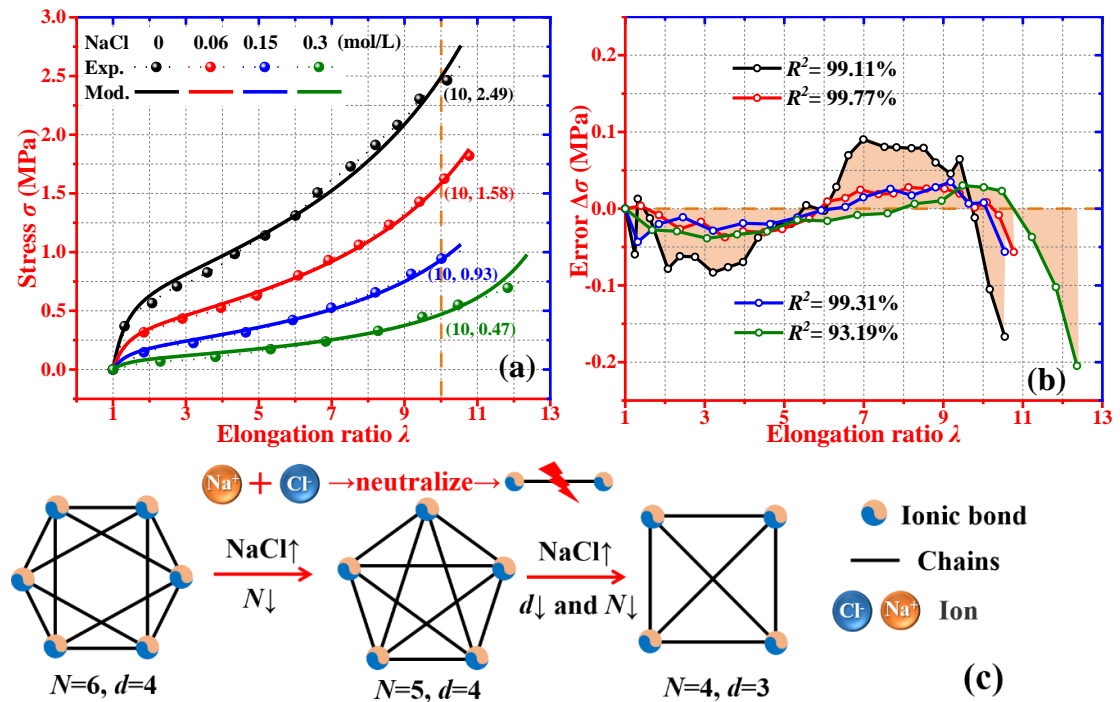 NaCl 0 0.06 0.15 0.3 (mol/L)
Exp.
Mod.
(10, 2.49)
(10, 1.58)
(10, 0.93)
(10, 0.47)
3.0
2.5
2.0
1.5
1.0
0.5
0.0
Stress σ (MPa)
1 3 5 7 9 11 13
Elongation ratio λ
(a)
R²= 99.11%
R²= 99.77%
R²= 99.31%
R²= 93.19%
0.2
0.1
0.0
-0.1
-0.2
Error Δσ (MPa)
1 3 5 7 9 11 13
Elongation ratio λ
(b)
Na⁺ + Cl⁻ →neutralize→
NaCl↑
N↓
NaCl↑
d↓ and N↓
N=6, d=4
N=5, d=4
N=4, d=3
Ionic bond
Chains
Cl⁻ Na⁺ Ion
(c)